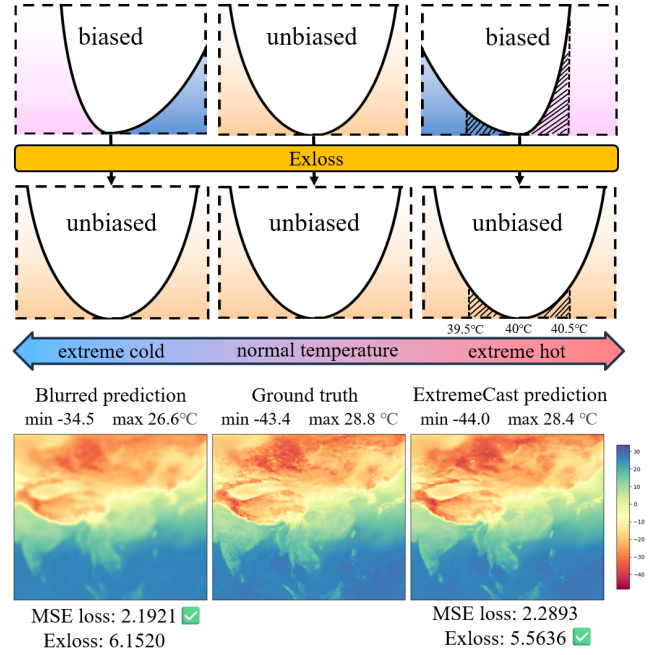 biased
unbiased
biased
Exloss
unbiased
unbiased
unbiased
39.5℃ 40℃ 40.5℃
extreme cold normal temperature extreme hot
Blurred prediction Ground truth ExtremeCast prediction
min -34.5 max 26.6℃ min -43.4 max 28.8 ℃ min -44.0 max 28.4 ℃
30
20
10
0
-10
-20
-30
-40
MSE loss: 2.1921 ✅ MSE loss: 2.2893
Exloss: 6.1520 Exloss: 5.5636 ✅